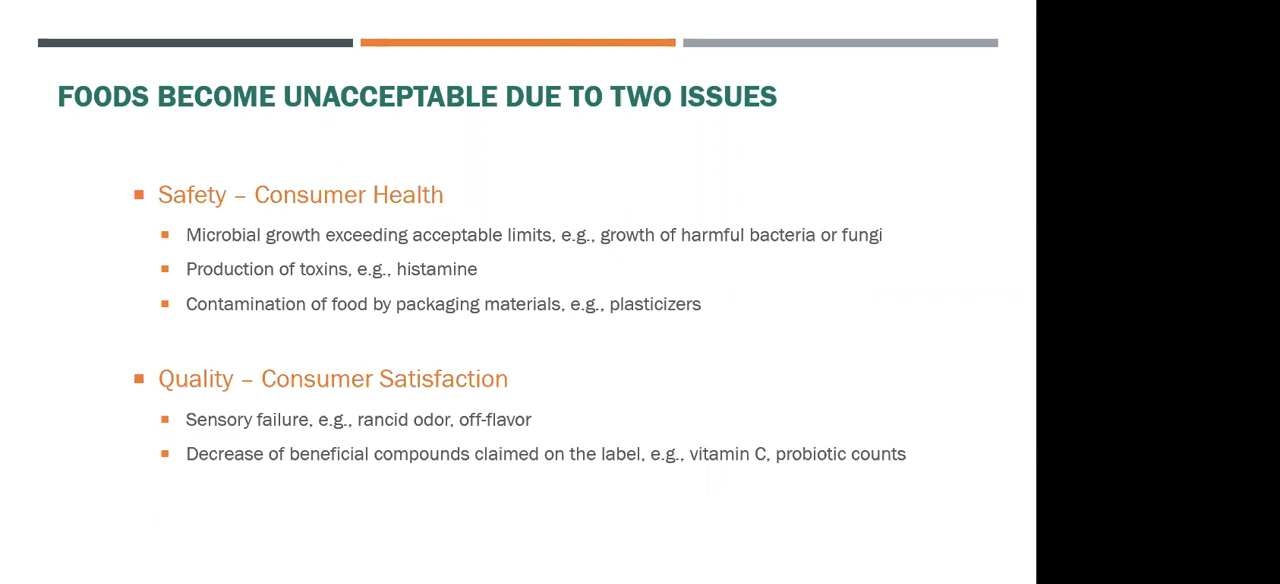 FOODS BECOME UNACCEPTABLE DUE TO TWO ISSUES
Safety – Consumer Health
Microbial growth exceeding acceptable limits, e.g., growth of harmful bacteria or fungi
Production of toxins, e.g., histamine
Contamination of food by packaging materials, e.g., plasticizers
Quality – Consumer Satisfaction
Sensory failure, e.g., rancid odor, off-flavor
Decrease of beneficial compounds claimed on the label, e.g., vitamin C, probiotic counts